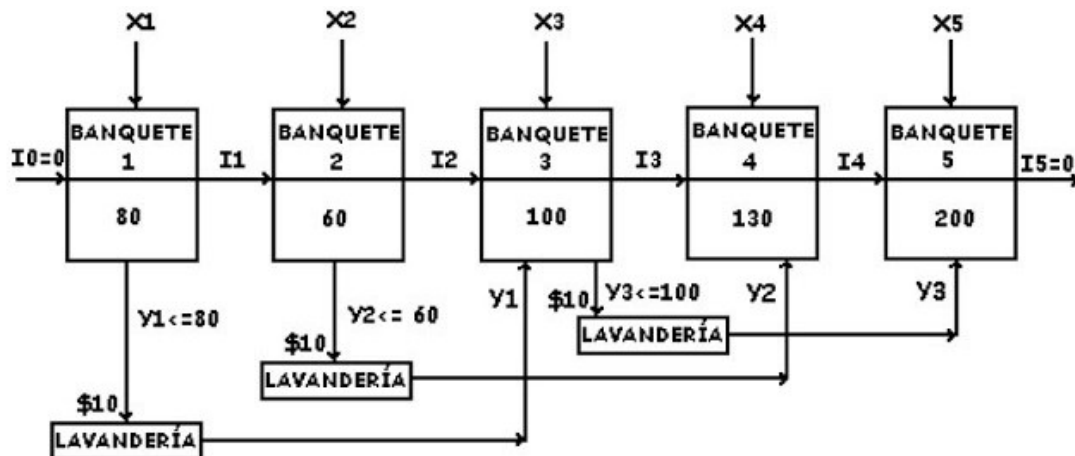 X1
X2
X3
X4
X5
BANQUETE
1
80
BANQUETE
2
60
BANQUETE
3
100
BANQUETE
4
130
BANQUETE
5
200
I0=0
I1
I2
I3
I4
I5=0
Y1<=80
Y2<= 60
Y1
$10
Y3<=100
Y2
Y3
LAVANDERÍA
$10
LAVANDERÍA
$10
LAVANDERÍA